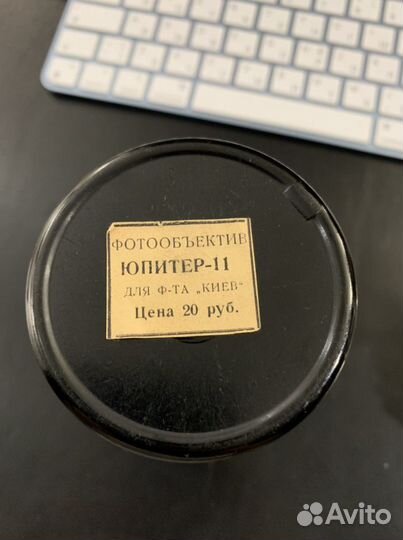 ФОТООБЪЕКТИВ
ЮПИТЕР-11
ДЛЯ Ф-ТА „КИЕВ"
Цена 20 руб.
Avito